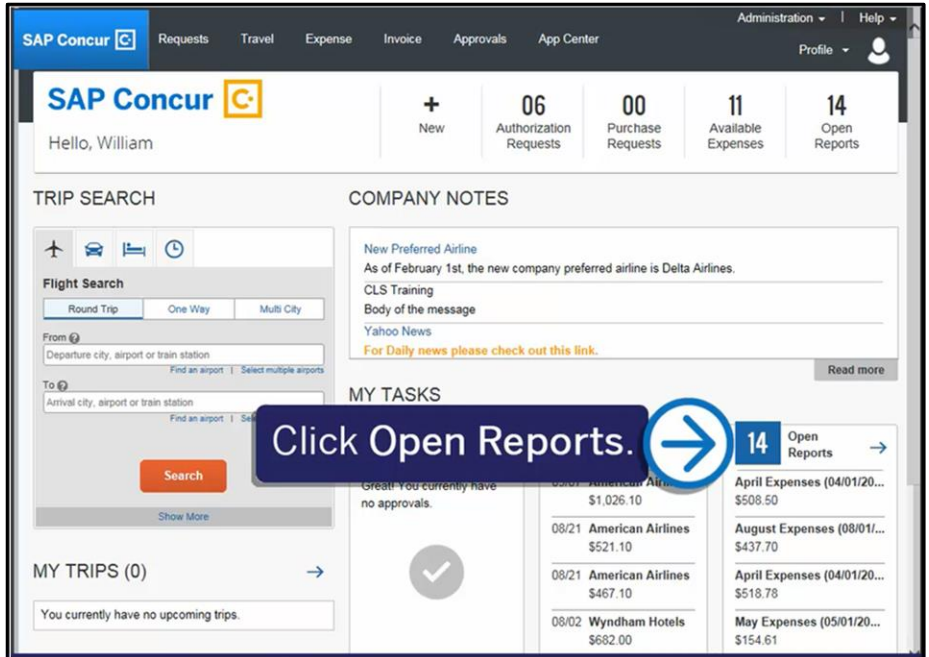 Administration | Help
SAP Concur C Requests Travel Expense Invoice Approvals App Center
Profile
SAP Concur C
Hello, William
+ New
06 Authorization Requests
00 Purchase Requests
11 Available Expenses
14 Open Reports
TRIP SEARCH
Flight Search
Round Trip One Way Multi City
From
Departure city, airport or train station
Find an airport | Select multiple airports
To
Arrival city, airport or train station
Find an airport |
Search
Show More
MY TRIPS (0)
You currently have no upcoming trips.
COMPANY NOTES
New Preferred Airline
As of February 1st, the new company preferred airline is Delta Airlines.
CLS Training
Body of the message
Yahoo News
For Daily news please check out this link.
Read more
MY TASKS
Click Open Reports.
Great! You currently have
no approvals.
$1,026.10
08/21 American Airlines
$521.10
08/21 American Airlines
$467.10
08/02 Wyndham Hotels
$682.00
14 Open
Reports
April Expenses (04/01/20...
$508.50
August Expenses (08/01/...
$437.70
April Expenses (04/01/20...
$518.78
May Expenses (05/01/20...
$154.61